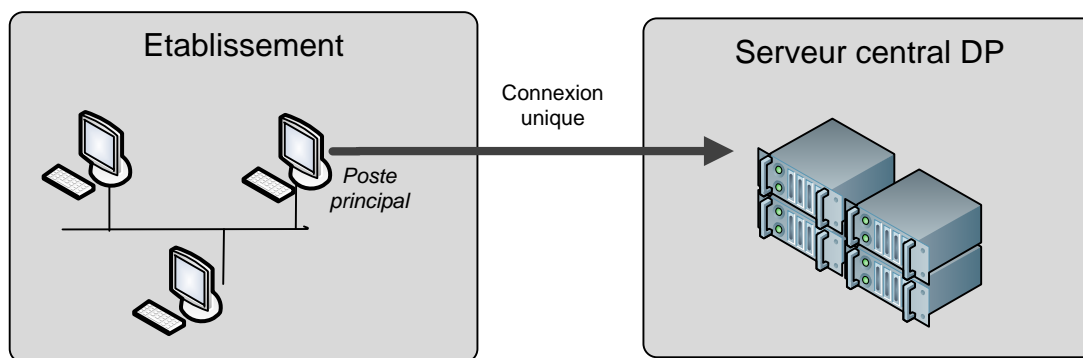 Etablissement
Serveur central DP
Connexion
unique
Poste
principal